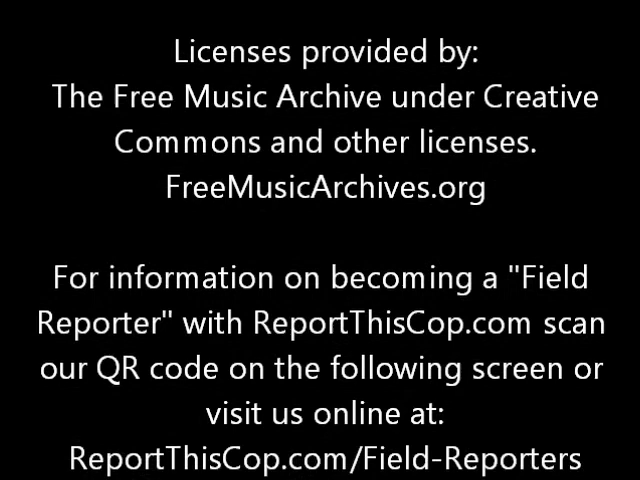 Licenses provided by:
The Free Music Archive under Creative
Commons and other licenses.
FreeMusicArchives.org
For information on becoming a "Field
Reporter" with ReportThisCop.com scan
our QR code on the following screen or
visit us online at:
ReportThisCop.com/Field-Reporters